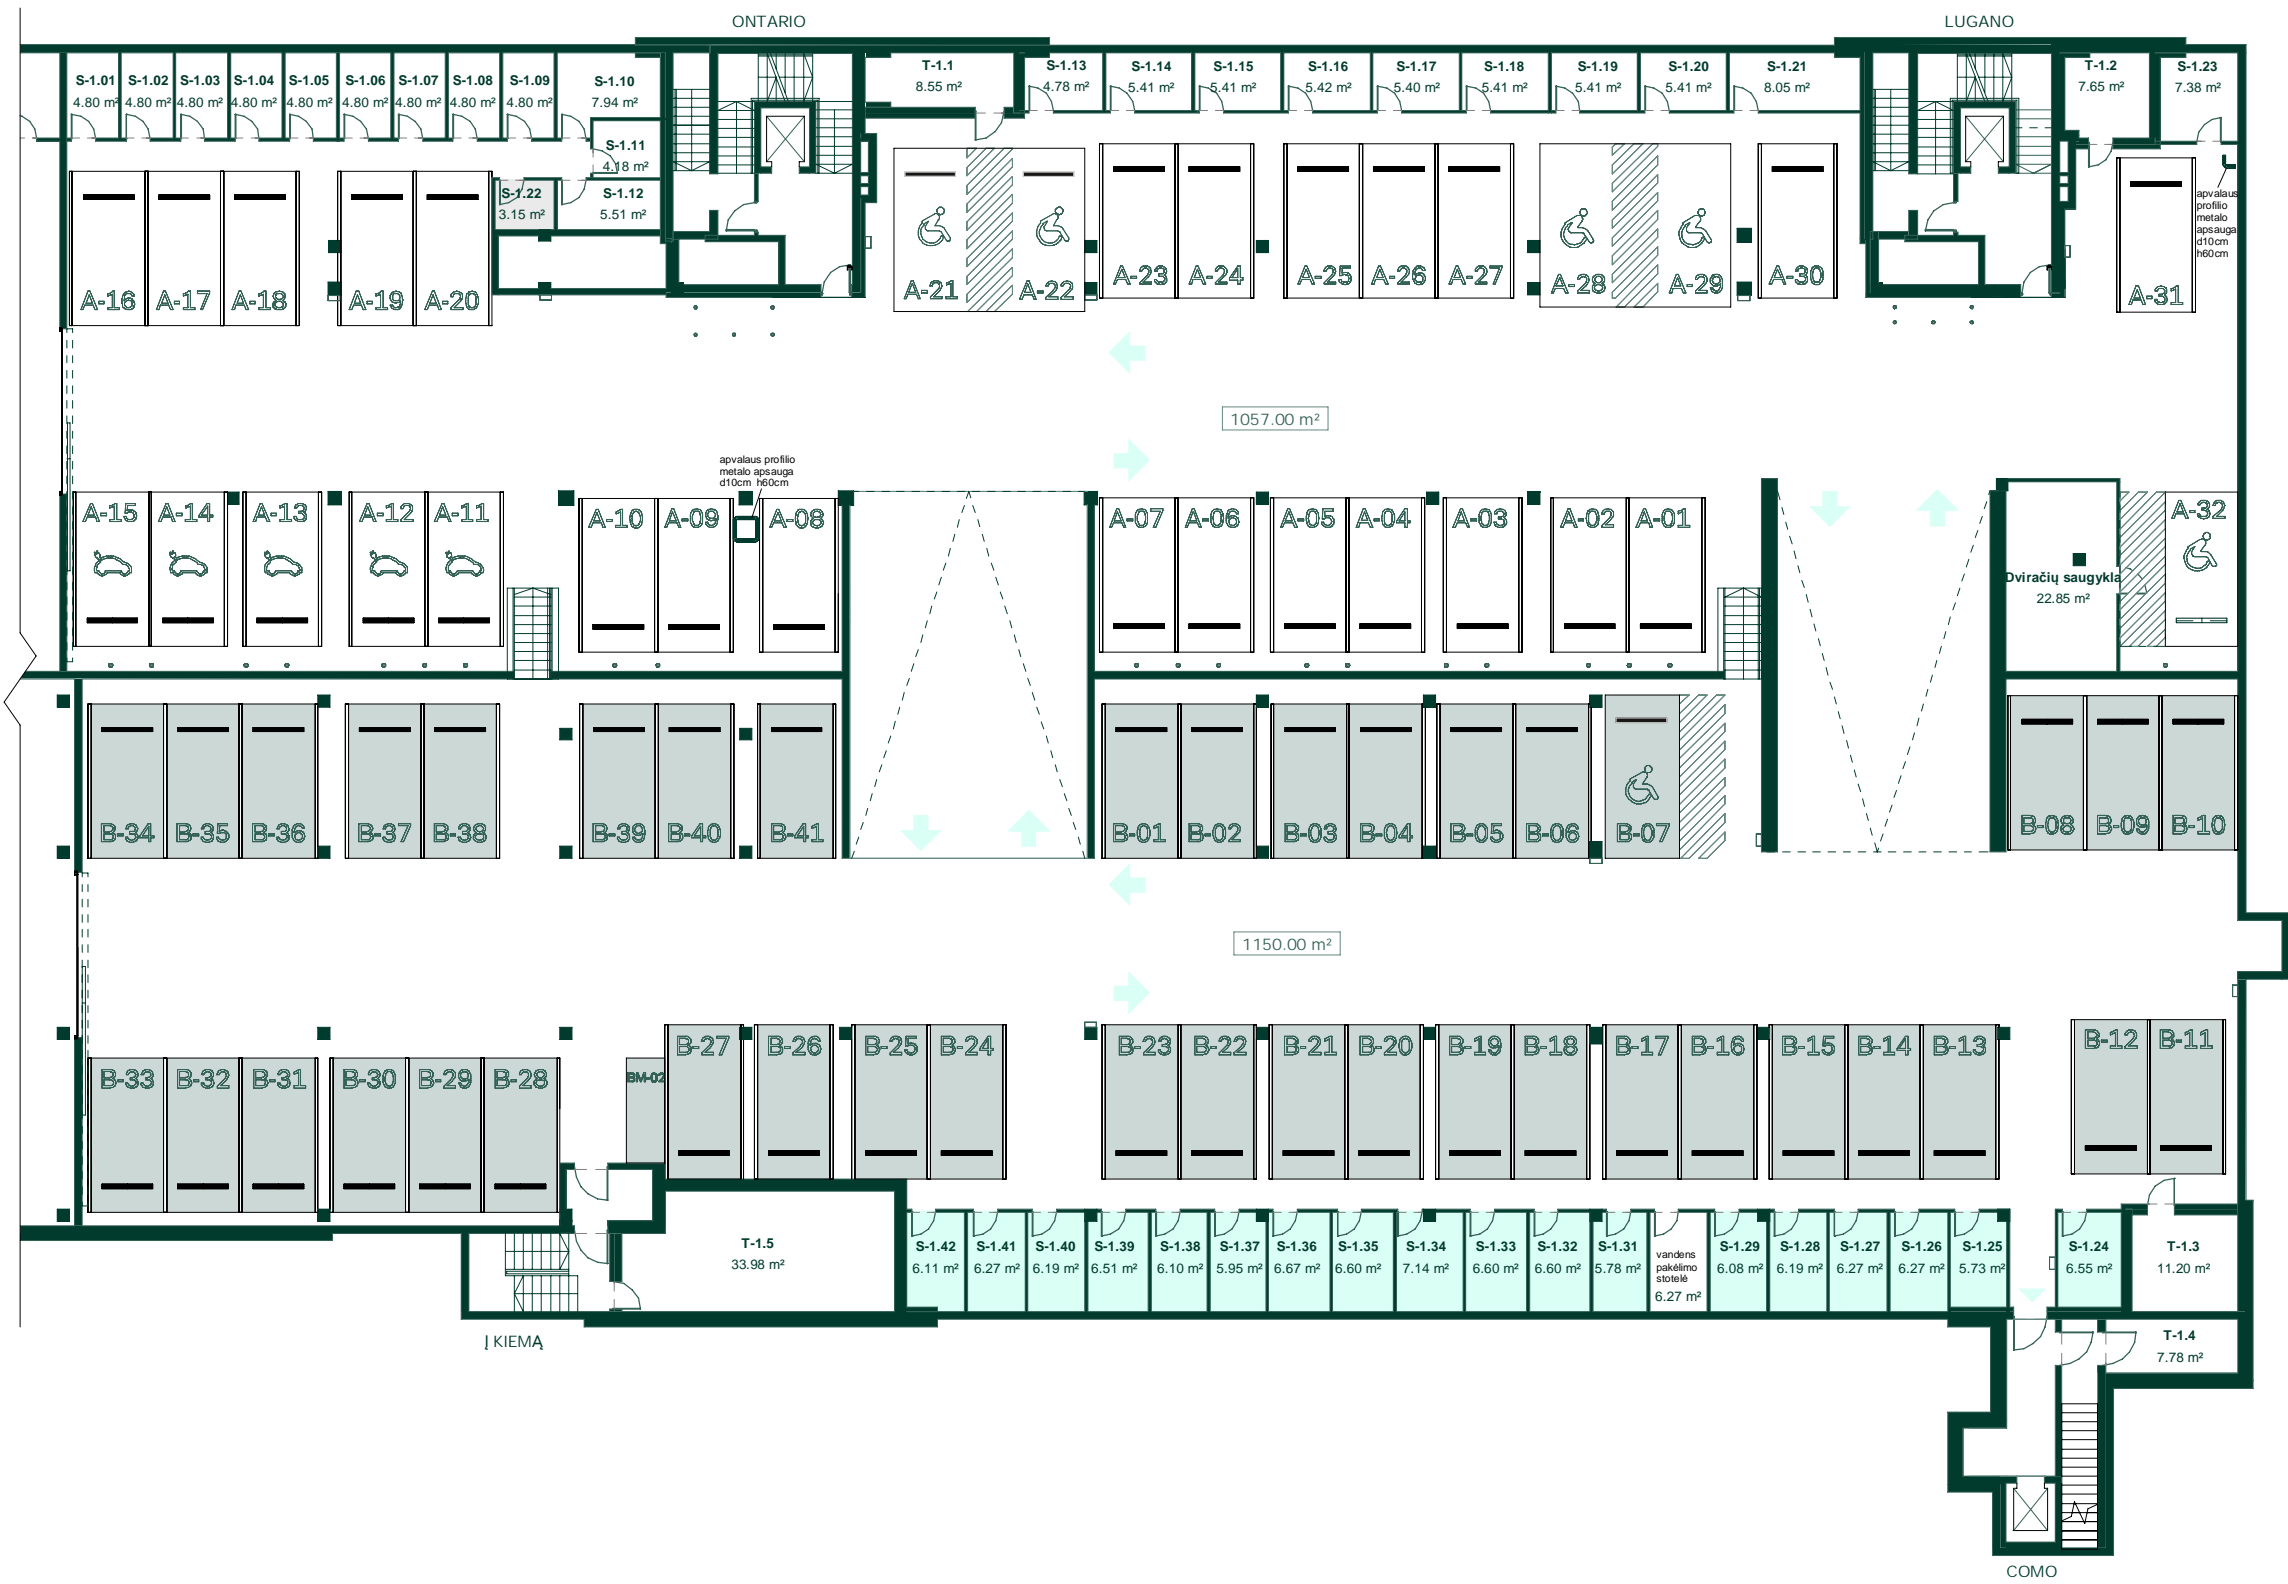 ONTARIO
LUGANO
S-1.01
4.80 m²
S-1.02
4.80 m²
S-1.03
4.80 m²
S-1.04
4.80 m²
S-1.05
4.80 m²
S-1.06
4.80 m²
S-1.07
4.80 m²
S-1.08
4.80 m²
S-1.09
4.80 m²
S-1.10
7.94 m²
S-1.11
4.18 m²
S-1.22
3.15 m²
S-1.12
5.51 m²
T-1.1
8.55 m²
S-1.13
4.78 m²
S-1.14
5.41 m²
S-1.15
5.41 m²
S-1.16
5.42 m²
S-1.17
5.40 m²
S-1.18
5.41 m²
S-1.19
5.41 m²
S-1.20
5.41 m²
S-1.21
8.05 m²
T-1.2
7.65 m²
S-1.23
7.38 m²
apvalaus
profilio
metalo
apsauga
d10cm
h60cm
A-16
A-17
A-18
A-19
A-20
A-21
A-22
A-23
A-24
A-25
A-26
A-27
A-28
A-29
A-30
A-31
1057.00 m²
apvalaus profilio
metalo apsauga
d10cm h60cm
A-15
A-14
A-13
A-12
A-11
A-10
A-09
A-08
A-07
A-06
A-05
A-04
A-03
A-02
A-01
A-32
Dviračių saugykla
22.85 m²
B-34
B-35
B-36
B-37
B-38
B-39
B-40
B-41
B-01
B-02
B-03
B-04
B-05
B-06
B-07
B-08
B-09
B-10
1150.00 m²
B-33
B-32
B-31
B-30
B-29
B-28
BM-02
B-27
B-26
B-25
B-24
B-23
B-22
B-21
B-20
B-19
B-18
B-17
B-16
B-15
B-14
B-13
B-12
B-11
T-1.5
33.98 m²
S-1.42
6.11 m²
S-1.41
6.27 m²
S-1.40
6.19 m²
S-1.39
6.51 m²
S-1.38
6.10 m²
S-1.37
5.95 m²
S-1.36
6.67 m²
S-1.35
6.60 m²
S-1.34
7.14 m²
S-1.33
6.60 m²
S-1.32
6.60 m²
S-1.31
5.78 m²
vandens
pakėlimo
stotelė
6.27 m²
S-1.29
6.08 m²
S-1.28
6.19 m²
S-1.27
6.27 m²
S-1.26
6.27 m²
S-1.25
5.73 m²
S-1.24
6.55 m²
T-1.3
11.20 m²
T-1.4
7.78 m²
Į KIEMĄ
COMO